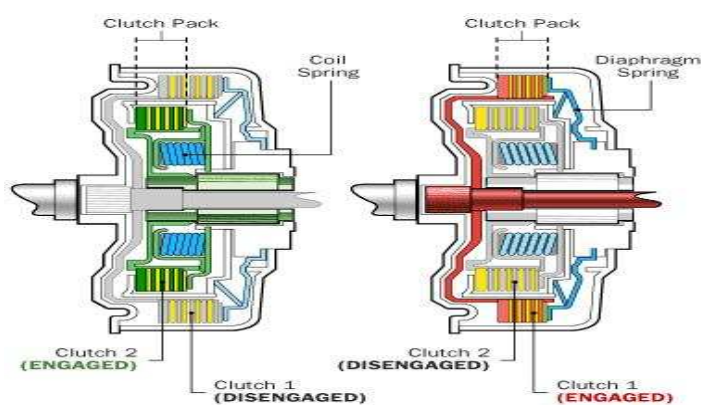 Clutch Pack
Coil
Spring
Clutch 2
(ENGAGED)
Clutch 1
(DISENGAGED)
Clutch Pack
Diaphragm
Spring
Clutch 2
(DISENGAGED)
Clutch 1
(ENGAGED)